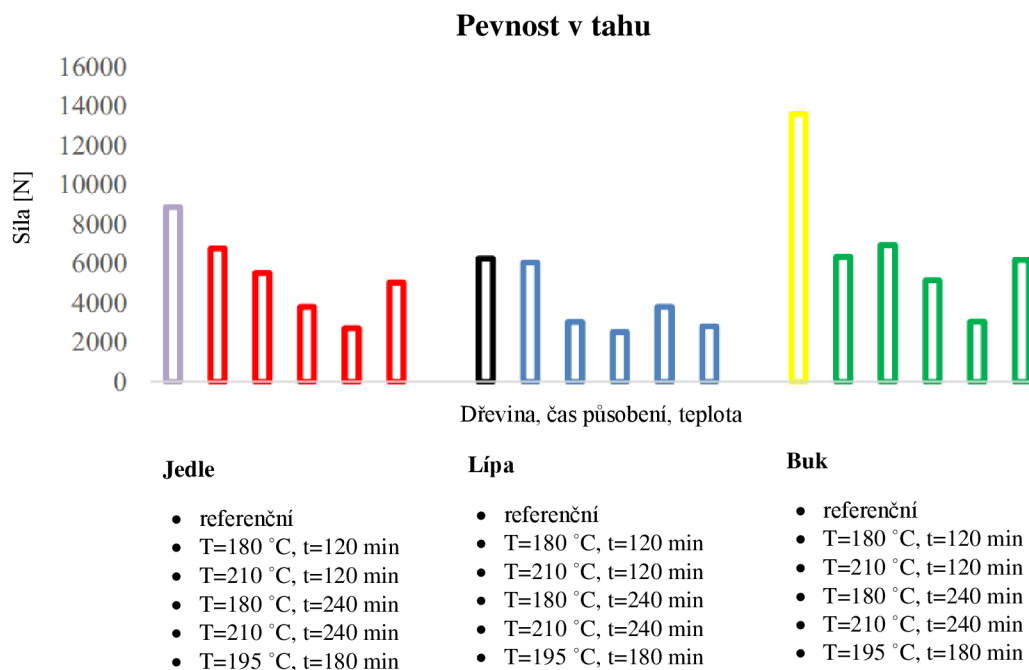 Pevnost v tahu
16000
14000
12000
10000
8000
6000
4000
2000
0
Síla [N]
Dřevina, čas působení, teplota
Jedle
• referenční
• T=180 °C, t=120 min
• T=210 °C, t=120 min
• T=180 °C, t=240 min
• T=210 °C, t=240 min
• T=195 °C, t=180 min
Lípa
• referenční
• T=180 °C, t=120 min
• T=210 °C, t=120 min
• T=180 °C, t=240 min
• T=210 °C, t=240 min
• T=195 °C, t=180 min
Buk
• referenční
• T=180 °C, t=120 min
• T=210 °C, t=120 min
• T=180 °C, t=240 min
• T=210 °C, t=240 min
• T=195 °C, t=180 min